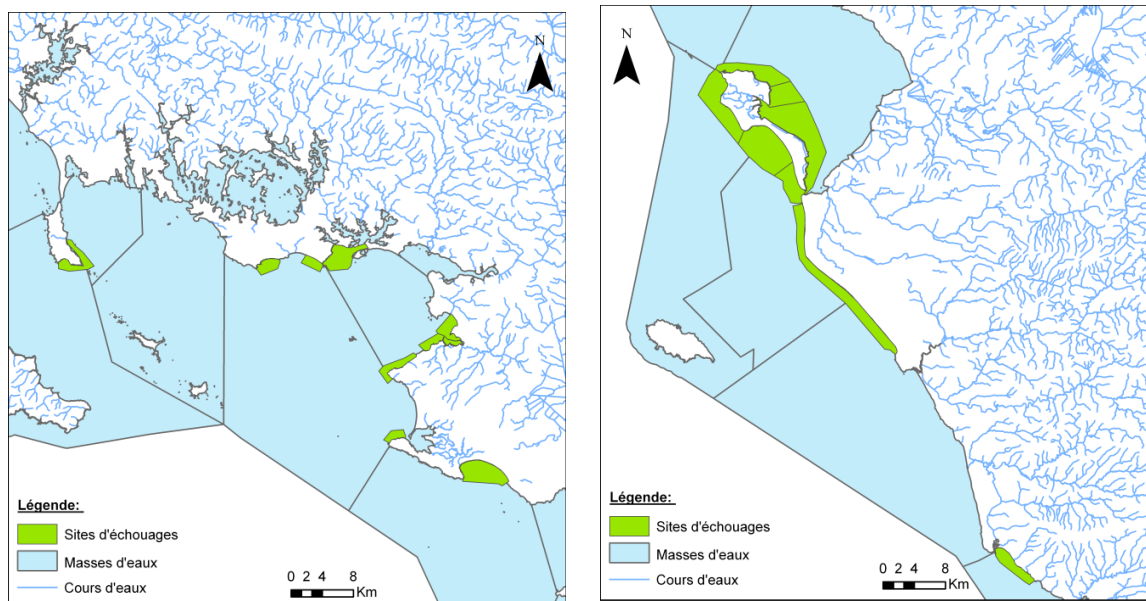 N
Légende:
Sites d'échouages
Masses d'eaux
Cours d'eaux
0 2 4 8
Km
N
Légende:
Sites d'échouages
Masses d'eaux
Cours d'eaux
0 2 4 8
Km